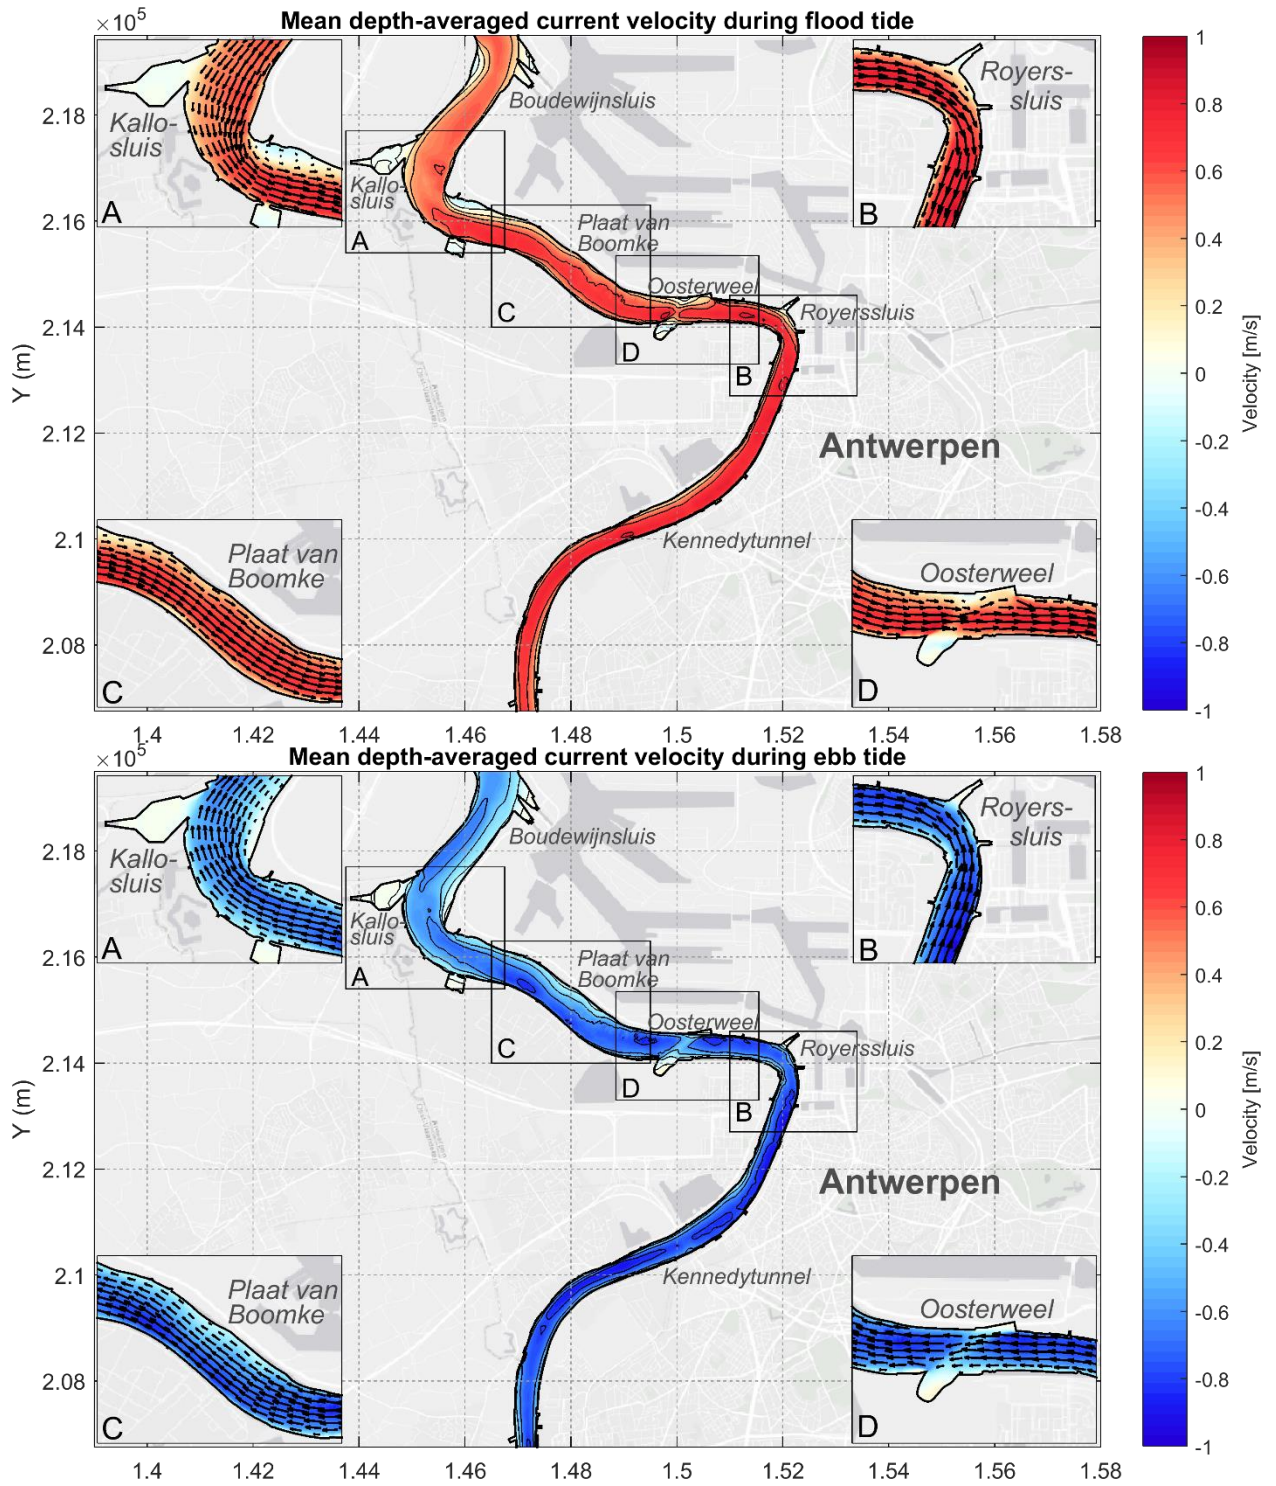 Mean depth-averaged current velocity during flood tide
×10⁵
Y (m)
2.18
2.16
2.14
2.12
2.1
2.08
1.4
1.42
1.44
1.46
1.48
1.5
1.52
1.54
1.56
1.58
Kallo-
sluis
A
Boudewijnsluis
Kallo-
sluis
A
Plaat van
Boomke
C
Oosterweel
D
Royerssluis
B
Royers-
sluis
B
Antwerpen
Kennedytunnel
Plaat van
Boomke
C
Oosterweel
D
1
0.8
0.6
0.4
0.2
0
-0.2
-0.4
-0.6
-0.8
-1
Velocity [m/s]
Mean depth-averaged current velocity during ebb tide
×10⁵
Y (m)
2.18
2.16
2.14
2.12
2.1
2.08
1.4
1.42
1.44
1.46
1.48
1.5
1.52
1.54
1.56
1.58
Kallo-
sluis
A
Boudewijnsluis
Kallo-
sluis
A
Plaat van
Boomke
C
Oosterweel
D
Royerssluis
B
Royers-
sluis
B
Antwerpen
Kennedytunnel
Plaat van
Boomke
C
Oosterweel
D
1
0.8
0.6
0.4
0.2
0
-0.2
-0.4
-0.6
-0.8
-1
Velocity [m/s]